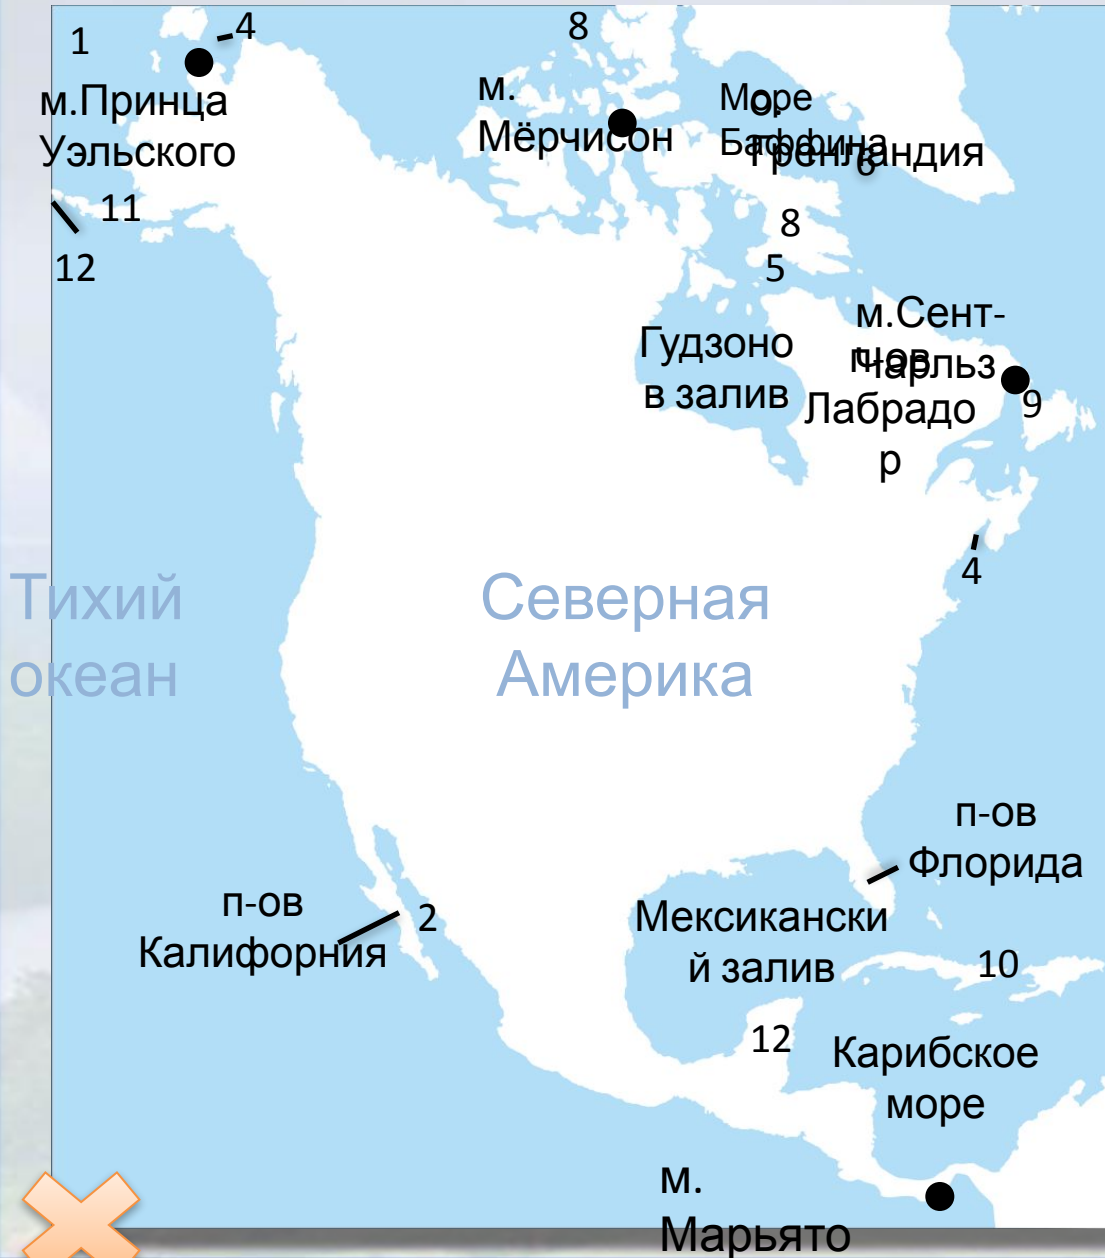 1
4
8
м.Принца
Уэльского
м.
Мёрчисон
Море
Баффина
о.
Гренландия
6
11
12
8
5
Гудзоно
в залив
м.Сент-
Чарльз
п-ов
Лабрадо
р
9
4
Тихий
океан
Северная
Америка
п-ов
Флорида
п-ов
Калифорния
2
Мексикански
й залив
10
12
Карибское
море
м.
Марьято